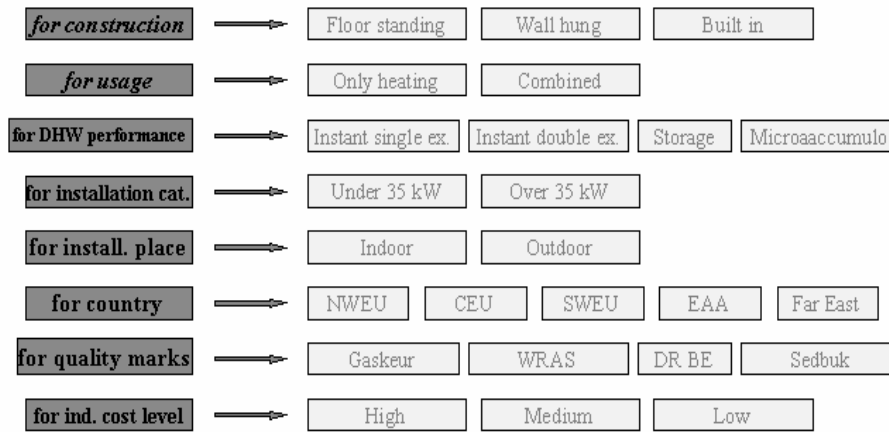 for construction Floor standing Wall hung Built in
for usage Only heating Combined
for DHW performance Instant single ex. Instant double ex. Storage Microaaccumulo
for installation cat. Under 35 kW Over 35 kW
for install. place Indoor Outdoor
for country NWEU CEU SWEU EAA Far East
for quality marks Gaskeur WRAS DR BE Sedbuk
for ind. cost level High Medium Low